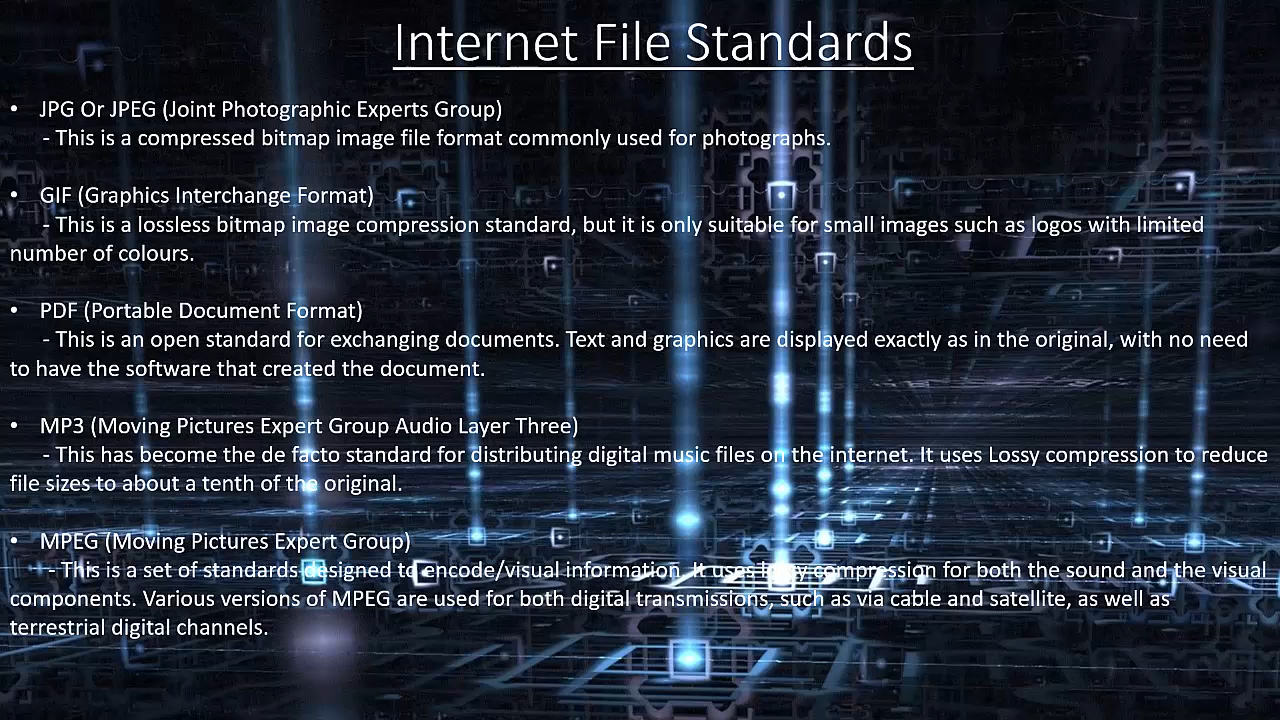 Internet File Standards
• JPG Or JPEG (Joint Photographic Experts Group)
- This is a compressed bitmap image file format commonly used for photographs.
• GIF (Graphics Interchange Format)
- This is a lossless bitmap image compression standard, but it is only suitable for small images such as logos with limited
number of colours.
• PDF (Portable Document Format)
- This is an open standard for exchanging documents. Text and graphics are displayed exactly as in the original, with no need
to have the software that created the document.
• MP3 (Moving Pictures Expert Group Audio Layer Three)
- This has become the de facto standard for distributing digital music files on the internet. It uses Lossy compression to reduce
file sizes to about a tenth of the original.
• MPEG (Moving Pictures Expert Group)
- This is a set of standards designed to encode/visual information. It uses lossy compression for both the sound and the visual
components. Various versions of MPEG are used for both digital transmissions, such as via cable and satellite, as well as
terrestrial digital channels.